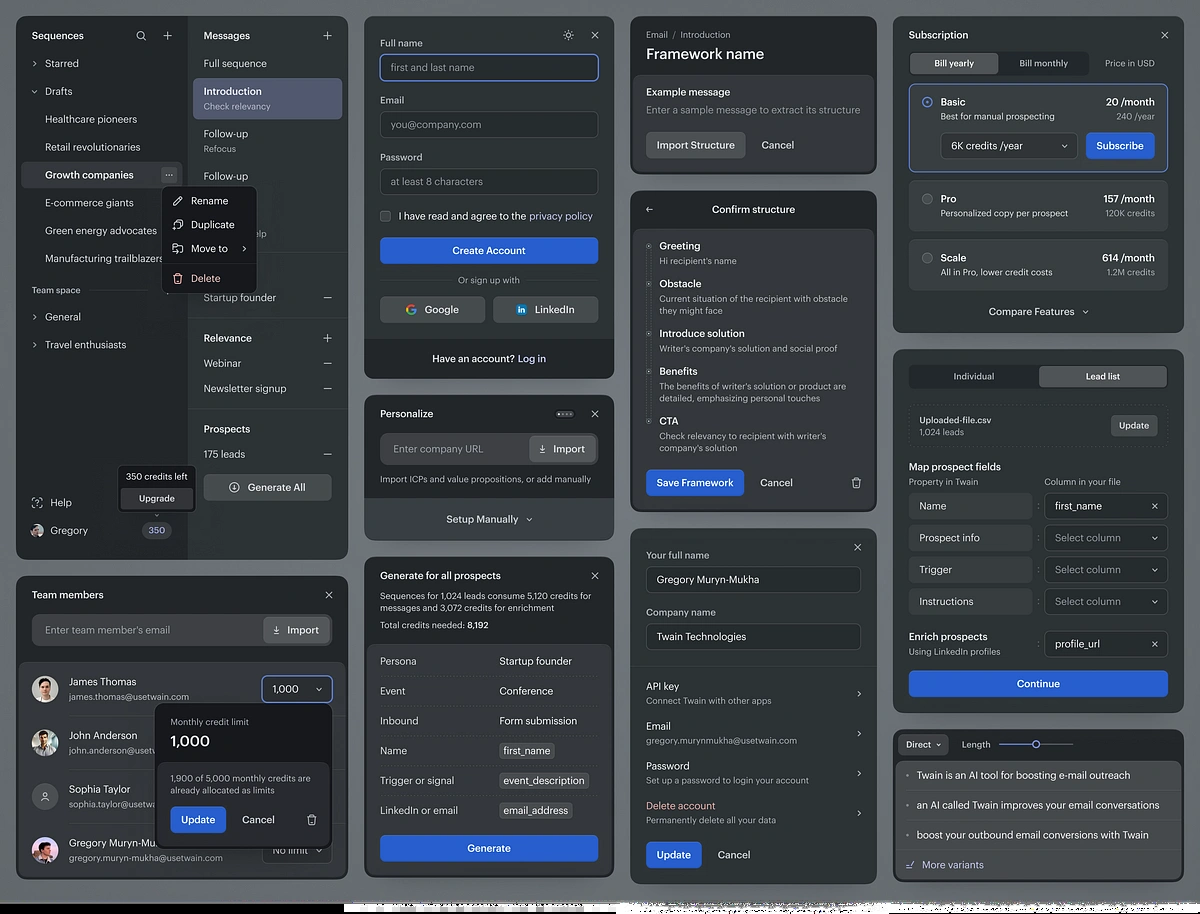 Sequences
Starred
Drafts
Healthcare pioneers
Retail revolutionaries
Growth companies
E-commerce giants
Green energy advocates
Manufacturing trailblazers
Rename
Duplicate
Move to
Delete
Team space
General
Travel enthusiasts
350 credits left
Upgrade
Help
Gregory
350
Messages
Full sequence
Introduction
Check relevancy
Follow-up
Refocus
Follow-up
Startup founder
Relevance
Webinar
Newsletter signup
Prospects
175 leads
Generate All
Team members
Enter team member's email
Import
James Thomas
james.thomas@usetwain.com
1,000
John Anderson
Sophia Taylor
Gregory Muryn-Mu
gregory.muryn-mukha@usetwain.com
No limit
Monthly credit limit
1,000
1,900 of 5,000 monthly credits are
already allocated as limits
Update
Cancel
Full name
first and last name
Email
you@company.com
Password
at least 8 characters
I have read and agree to the privacy policy
Create Account
Or sign up with
Google
LinkedIn
Have an account? Log in
Personalize
Enter company URL
Import
Import ICPs and value propositions, or add manually
Setup Manually
Generate for all prospects
Sequences for 1,024 leads consume 5,120 credits for
messages and 3,072 credits for enrichment
Total credits needed: 8,192
Persona Startup founder
Event Conference
Inbound Form submission
Name first_name
Trigger or signal event_description
LinkedIn or email email_address
Generate
Email / Introduction
Framework name
Example message
Enter a sample message to extract its structure
Import Structure
Cancel
Confirm structure
Greeting
Hi recipient's name
Obstacle
Current situation of the recipient with obstacle
they might face
Introduce solution
Writer's company's solution and social proof
Benefits
The benefits of writer's solution or product are
detailed, emphasizing personal touches
CTA
Check relevancy to recipient with writer's
company's solution
Save Framework
Cancel
Your full name
Gregory Muryn-Mukha
Company name
Twain Technologies
API key
Connect Twain with other apps
Email
gregory.murynmukha@usetwain.com
Password
Set up a password to login your account
Delete account
Permanently delete all your data
Update
Cancel
Subscription
Bill yearly
Bill monthly
Price in USD
Basic 20 /month
Best for manual prospecting 240 /year
6K credits /year
Subscribe
Pro 157 /month
Personalized copy per prospect 120K credits
Scale 614 /month
All in Pro, lower credit costs 1.2M credits
Compare Features
Individual
Lead list
Uploaded-file.csv
1,024 leads
Update
Map prospect fields
Property in Twain Column in your file
Name : first_name
Prospect info : Select column
Trigger : Select column
Instructions : Select column
Enrich prospects
Using LinkedIn profiles
: profile_url
Continue
Direct
Length
Twain is an AI tool for boosting e-mail outreach
an AI called Twain improves your email conversations
boost your outbound email conversions with Twain
More variants